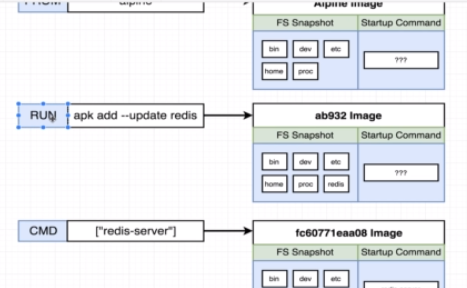 FROM alpine Alpine Image
FS Snapshot Startup Command
bin dev etc
???
home proc
RUN apk add --update redis ab932 Image
FS Snapshot Startup Command
bin dev etc
???
home proc redis
CMD ["redis-server"] fc60771eaa08 Image
FS Snapshot Startup Command
bin dev etc